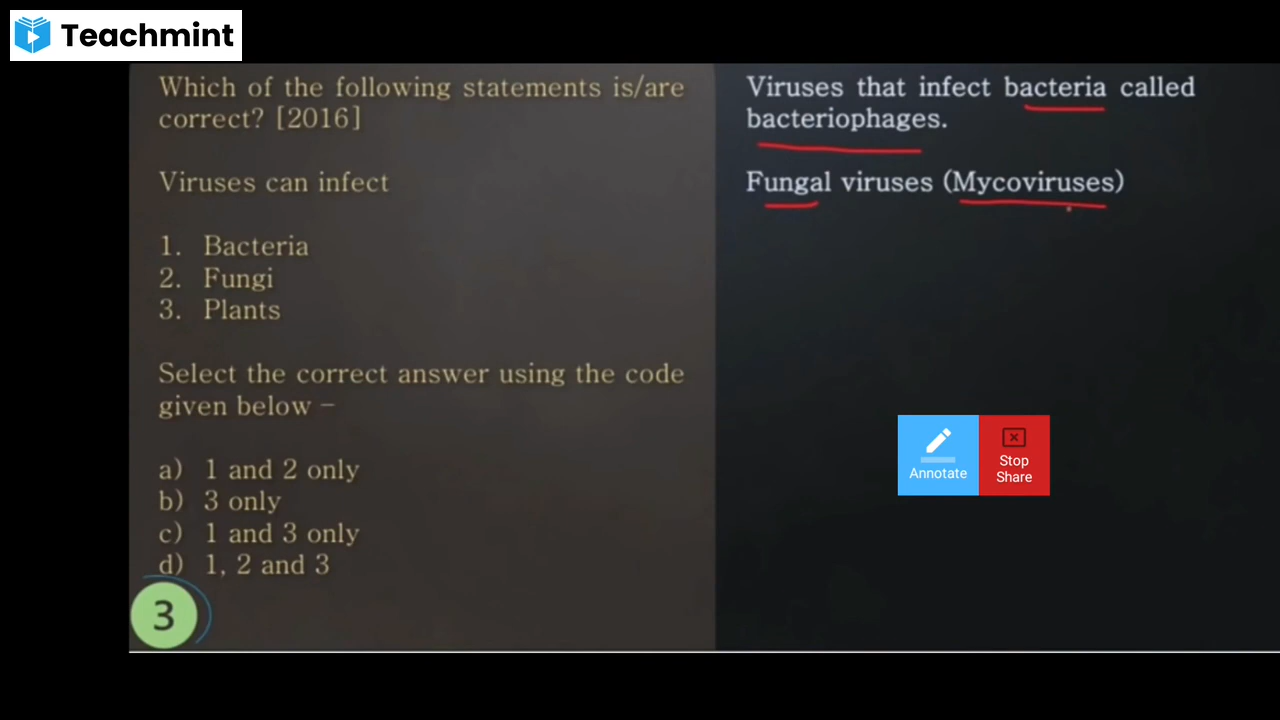 Teachmint
Which of the following statements is/are
correct? [2016]
Viruses can infect
1. Bacteria
2. Fungi
3. Plants
Select the correct answer using the code
given below –
a) 1 and 2 only
b) 3 only
c) 1 and 3 only
d) 1, 2 and 3
3
Viruses that infect bacteria called
bacteriophages.
Fungal viruses (Mycoviruses)
Annotate
Stop
Share